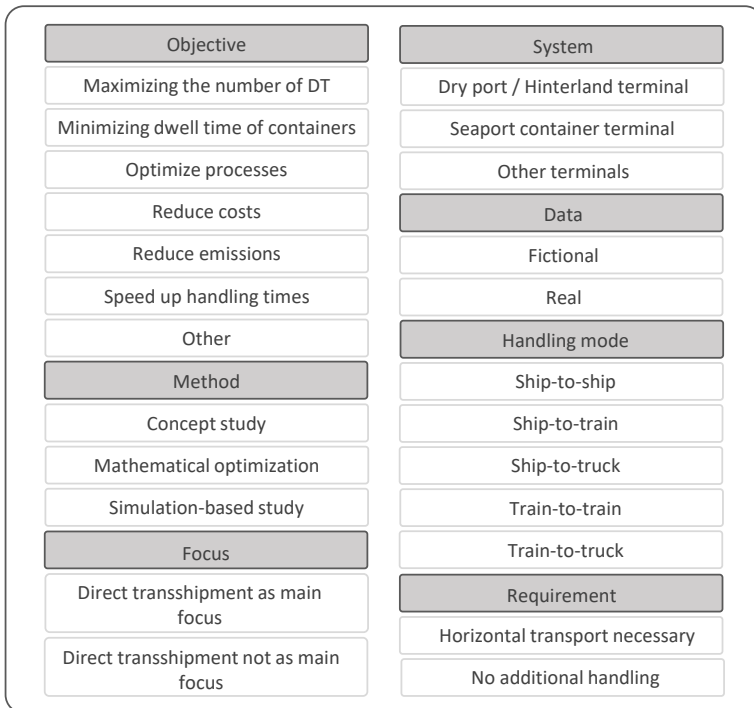 Objective
Maximizing the number of DT
Minimizing dwell time of containers
Optimize processes
Reduce costs
Reduce emissions
Speed up handling times
Other
Method
Concept study
Mathematical optimization
Simulation-based study
Focus
Direct transshipment as main
focus
Direct transshipment not as main
focus
System
Dry port / Hinterland terminal
Seaport container terminal
Other terminals
Data
Fictional
Real
Handling mode
Ship-to-ship
Ship-to-train
Ship-to-truck
Train-to-train
Train-to-truck
Requirement
Horizontal transport necessary
No additional handling